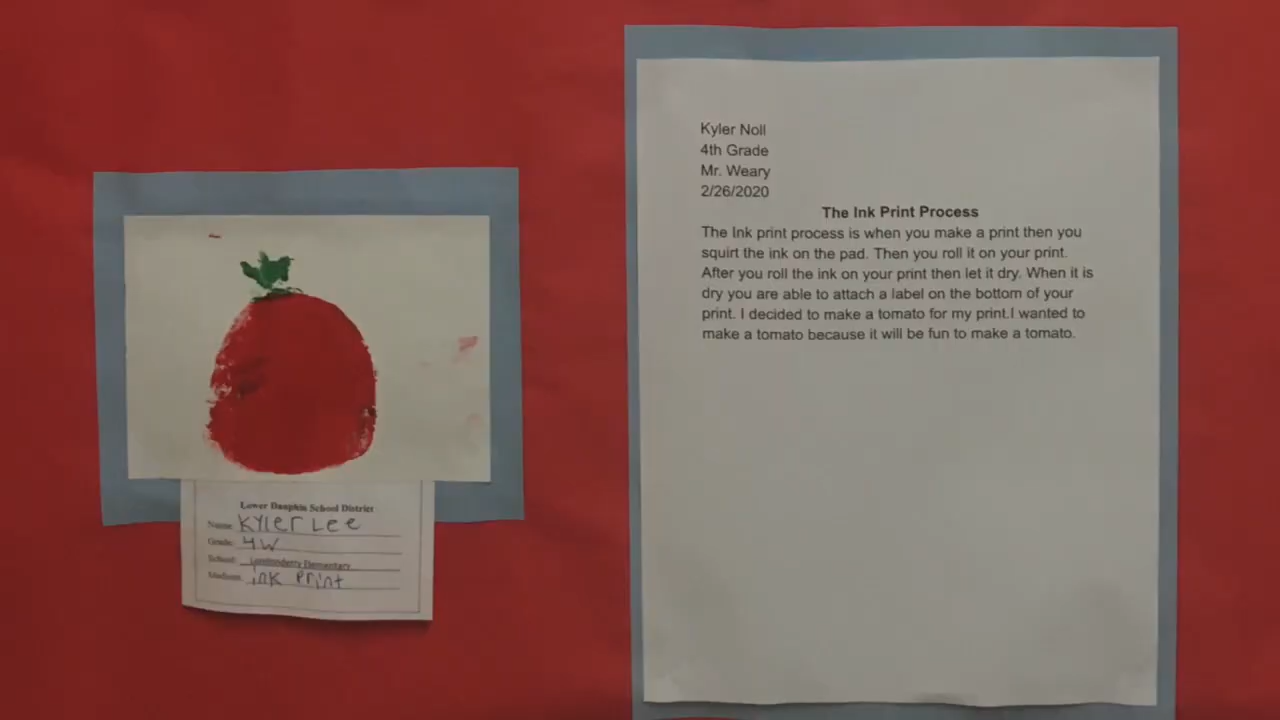 Kyler Noll
4th Grade
Mr. Weary
2/26/2020
The Ink Print Process
The Ink print process is when you make a print then you
squirt the ink on the pad. Then you roll it on your print.
After you roll the ink on your print then let it dry. When it is
dry you are able to attach a label on the bottom of your
print. I decided to make a tomato for my print.I wanted to
make a tomato because it will be fun to make a tomato.
Lower Dauphin School District
Name: Kyler Lee
Grade: 4W
School: Londonderry Elementary
Medium: ink Print